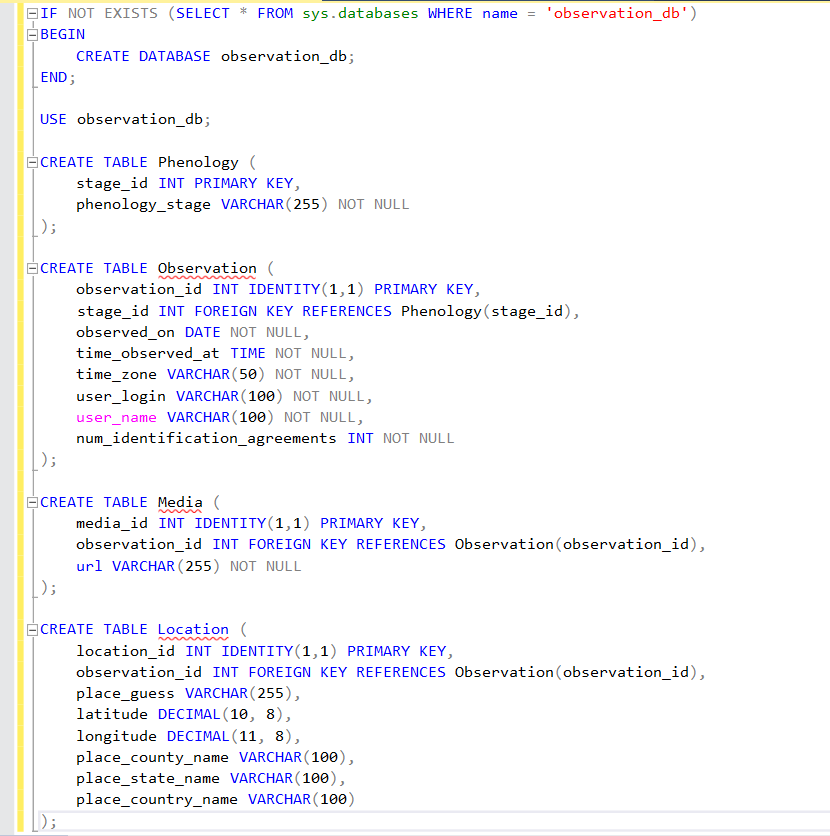 IF NOT EXISTS (SELECT * FROM sys.databases WHERE name = 'observation_db')
BEGIN
    CREATE DATABASE observation_db;
END;

USE observation_db;

CREATE TABLE Phenology (
    stage_id INT PRIMARY KEY,
    phenology_stage VARCHAR(255) NOT NULL
);

CREATE TABLE Observation (
    observation_id INT IDENTITY(1,1) PRIMARY KEY,
    stage_id INT FOREIGN KEY REFERENCES Phenology(stage_id),
    observed_on DATE NOT NULL,
    time_observed_at TIME NOT NULL,
    time_zone VARCHAR(50) NOT NULL,
    user_login VARCHAR(100) NOT NULL,
    user_name VARCHAR(100) NOT NULL,
    num_identification_agreements INT NOT NULL
);

CREATE TABLE Media (
    media_id INT IDENTITY(1,1) PRIMARY KEY,
    observation_id INT FOREIGN KEY REFERENCES Observation(observation_id),
    url VARCHAR(255) NOT NULL
);

CREATE TABLE Location (
    location_id INT IDENTITY(1,1) PRIMARY KEY,
    observation_id INT FOREIGN KEY REFERENCES Observation(observation_id),
    place_guess VARCHAR(255),
    latitude DECIMAL(10, 8),
    longitude DECIMAL(11, 8),
    place_county_name VARCHAR(100),
    place_state_name VARCHAR(100),
    place_country_name VARCHAR(100)
);